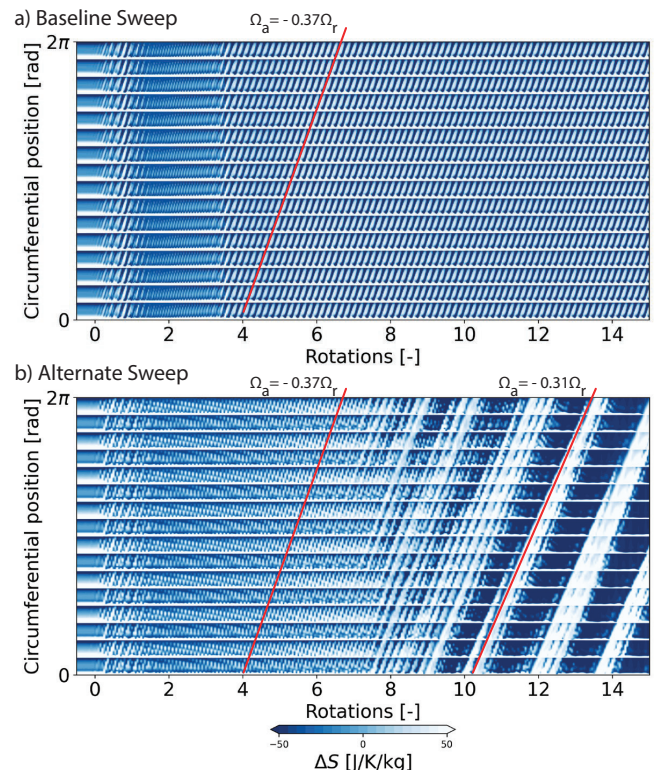 a) Baseline Sweep
Ωa = - 0.37Ωr
2π
Circumferential position [rad]
0
0 2 4 6 8 10 12 14
Rotations [-]
b) Alternate Sweep
Ωa = - 0.37Ωr
Ωa = - 0.31Ωr
2π
Circumferential position [rad]
0
0 2 4 6 8 10 12 14
Rotations [-]
−50 0 50
ΔS [J/K/kg]